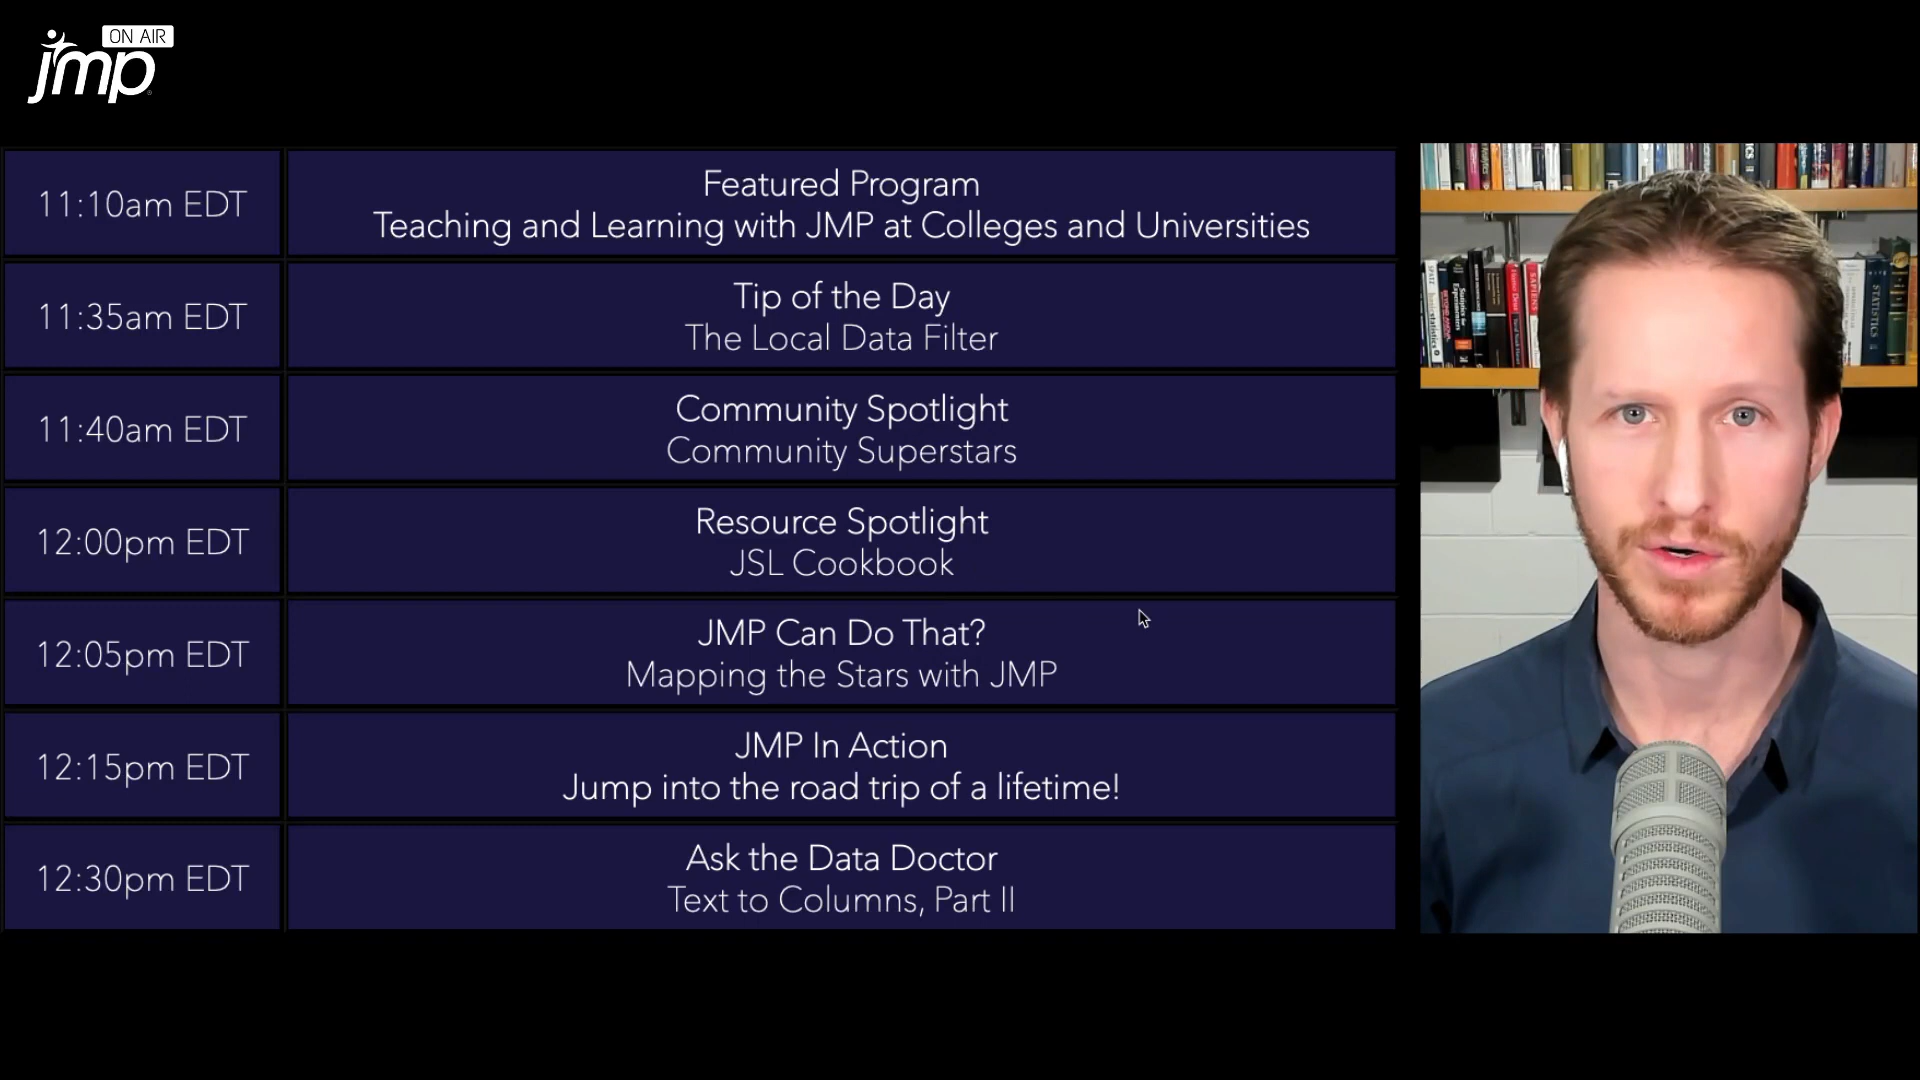 ON AIR
jmp
11:10am EDT
Featured Program
Teaching and Learning with JMP at Colleges and Universities
11:35am EDT
Tip of the Day
The Local Data Filter
11:40am EDT
Community Spotlight
Community Superstars
12:00pm EDT
Resource Spotlight
JSL Cookbook
12:05pm EDT
JMP Can Do That?
Mapping the Stars with JMP
12:15pm EDT
JMP In Action
Jump into the road trip of a lifetime!
12:30pm EDT
Ask the Data Doctor
Text to Columns, Part II
SAPIENS
STATISTICS